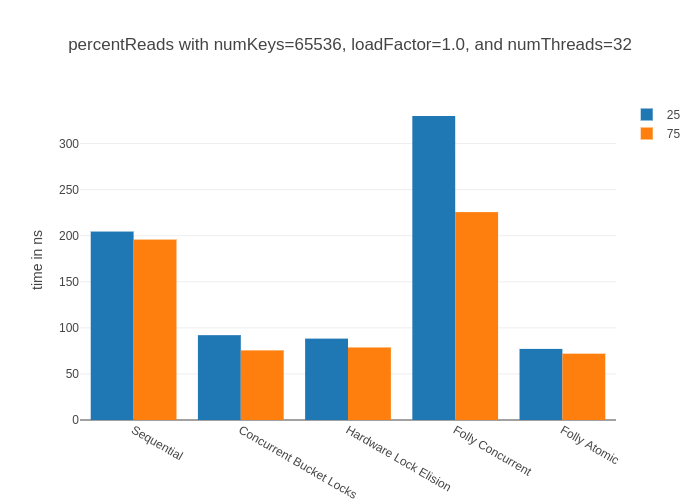 percentReads with numKeys=65536, loadFactor=1.0, and numThreads=32
25
75
time in ns
300
250
200
150
100
50
0
Sequential
Concurrent Bucket Locks
Hardware Lock Elision
Folly Concurrent
Folly Atomic